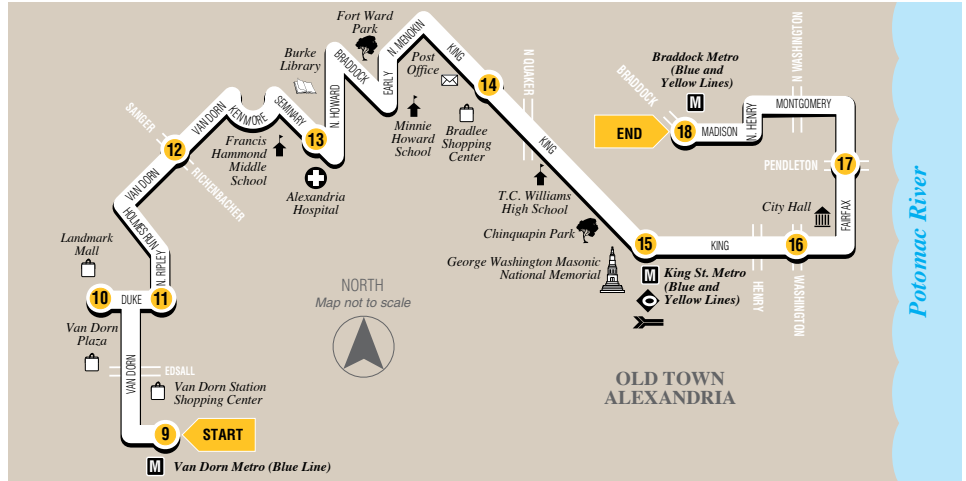 Fort Ward
Park
Burke
Library
BRADDOCK
N. HOWARD
EARLY
N. MENOKIN
KING
Post
Office
14
N QUAKER
Bradlee
Shopping
Center
Minnie
Howard
School
SANGER
12
RICHENBACHER
VAN DORN
KENMORE
SEMINARY
13
Francis
Hammond
Middle
School
Alexandria
Hospital
VAN DORN
HOLMES RUN
N. RIPLEY
Landmark
Mall
10
DUKE
11
Van Dorn
Plaza
VAN DORN
EDSALL
Van Dorn Station
Shopping Center
9
START
M
Van Dorn Metro (Blue Line)
NORTH
Map not to scale
KING
T.C. Williams
High School
Chinquapin Park
George Washington Masonic
National Memorial
15
M
King St. Metro
(Blue and
Yellow Lines)
KING
HENRY
16
WASHINGTON
City Hall
FAIRFAX
PENDLETON
17
MONTGOMERY
N WASHINGTON
N. HENRY
MADISON
18
BRADDOCK
Braddock Metro
(Blue and
Yellow Lines)
M
END
OLD TOWN
ALEXANDRIA
Potomac River